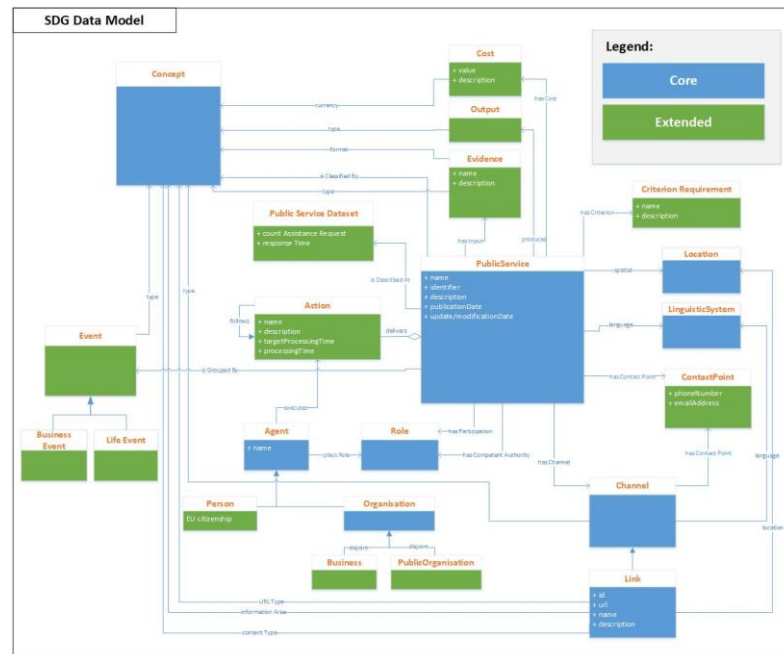 SDG Data Model
Legend:
Core
Extended
Concept
Cost
+ value
+ description
currency
has Cost
Output
type
format
Evidence
+ name
+ description
is Classified By
type
Criterion Requirement
+ name
+ description
has Criterion
Public Service Dataset
+ count Assistance Request
+ response Time
has Input
produces
PublicService
+ name
+ identifier
+ description
+ publicationDate
+ update/modificationDate
Location
spatial
is Described At
type
type
Action
+ name
+ description
+ targetProcessingTime
+ processingTime
follows
delivers
LinguisticSystem
language
Event
is Grouped By
has Contact Point
ContactPoint
+ phoneNumber
+ emailAddress
executes
Business
Event
Life Event
Agent
+ name
plays Role
Role
has Participation
has Competent Authority
has Channel
has Contact Point
language
Channel
Person
EU citizenship
Organisation
location
disjoint
disjoint
Business
PublicOrganisation
Link
+ id
+ url
+ name
+ description
URL Type
Information Area
content Type